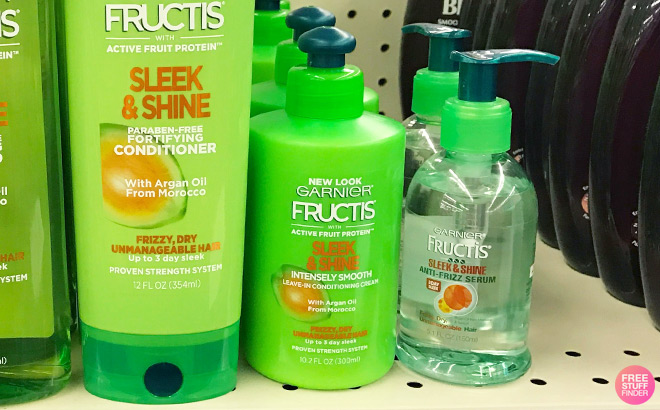 IS
FRUCTIS
WITH
ACTIVE FRUIT PROTEIN™
SLEEK
& SHINE
PARABEN-FREE
FORTIFYING
CONDITIONER
With Argan Oil
From Morocco
FRIZZY, DRY
UNMANAGEABLE HAIR
Up to 3 day sleek
PROVEN STRENGTH SYSTEM
12 FL OZ (354ml)
NEW LOOK
GARNIER
FRUCTIS
WITH
ACTIVE FRUIT PROTEIN™
SLEEK
& SHINE
INTENSELY SMOOTH
LEAVE-IN CONDITIONING CREAM
With Argan Oil
From Morocco
FRIZZY, DRY
UNMANAGEABLE HAIR
Up to 3 day sleek
PROVEN STRENGTH SYSTEM
10.2 FL OZ (300ml)
GARNIER
FRUCTIS
SLEEK & SHINE
ANTI-FRIZZ SERUM
Hair
SMOO
FREE
STUFF
FINDER